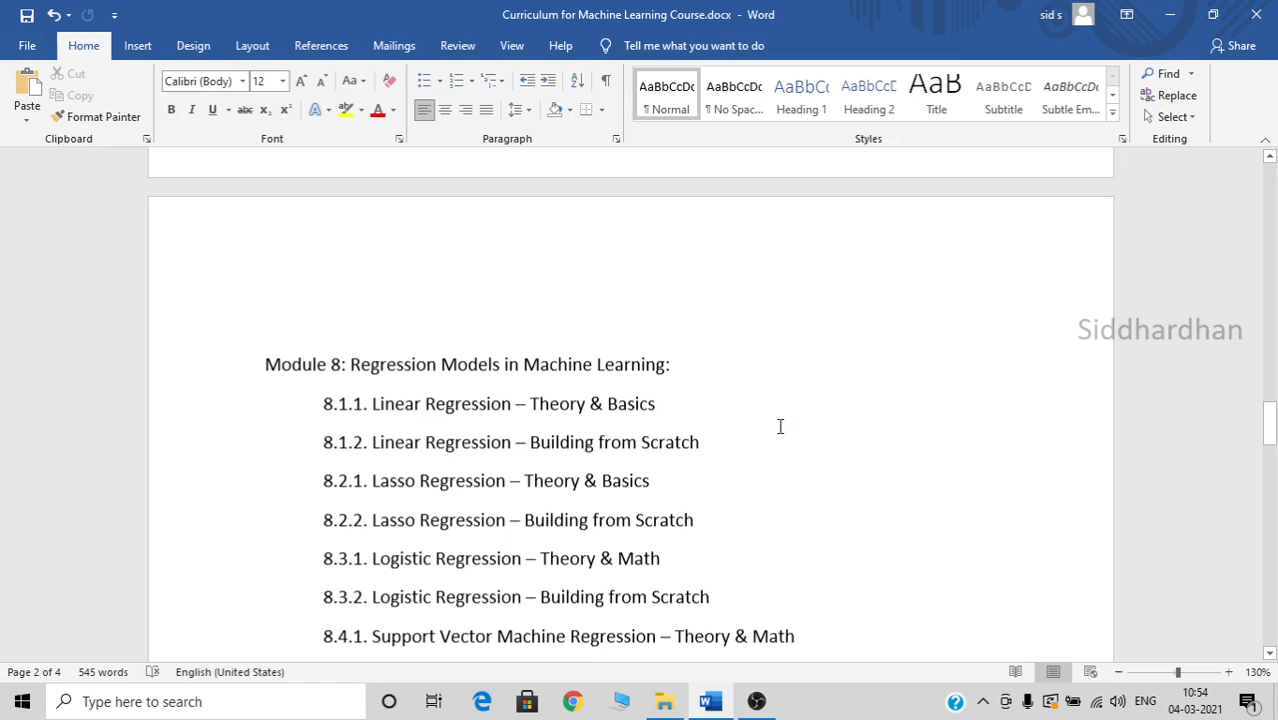 Curriculum for Machine Learning Course.docx - Word
sid s
File Home Insert Design Layout References Mailings Review View Help Tell me what you want to do Share
Paste
Cut
Copy
Format Painter
Clipboard
Calibri (Body) 12
Font
Paragraph
AaBbCcDc AaBbCcDc AaBbCc AaBbCcD AaB AaBbCcD AaBbCcDc
¶ Normal ¶ No Spac... Heading 1 Heading 2 Title Subtitle Subtle Em...
Styles
Find
Replace
Select
Editing
Siddhardhan
Module 8: Regression Models in Machine Learning:
8.1.1. Linear Regression – Theory & Basics
8.1.2. Linear Regression – Building from Scratch
8.2.1. Lasso Regression – Theory & Basics
8.2.2. Lasso Regression – Building from Scratch
8.3.1. Logistic Regression – Theory & Math
8.3.2. Logistic Regression – Building from Scratch
8.4.1. Support Vector Machine Regression – Theory & Math
Page 2 of 4 545 words English (United States) 130%
Type here to search
ENG
10:54
04-03-2021